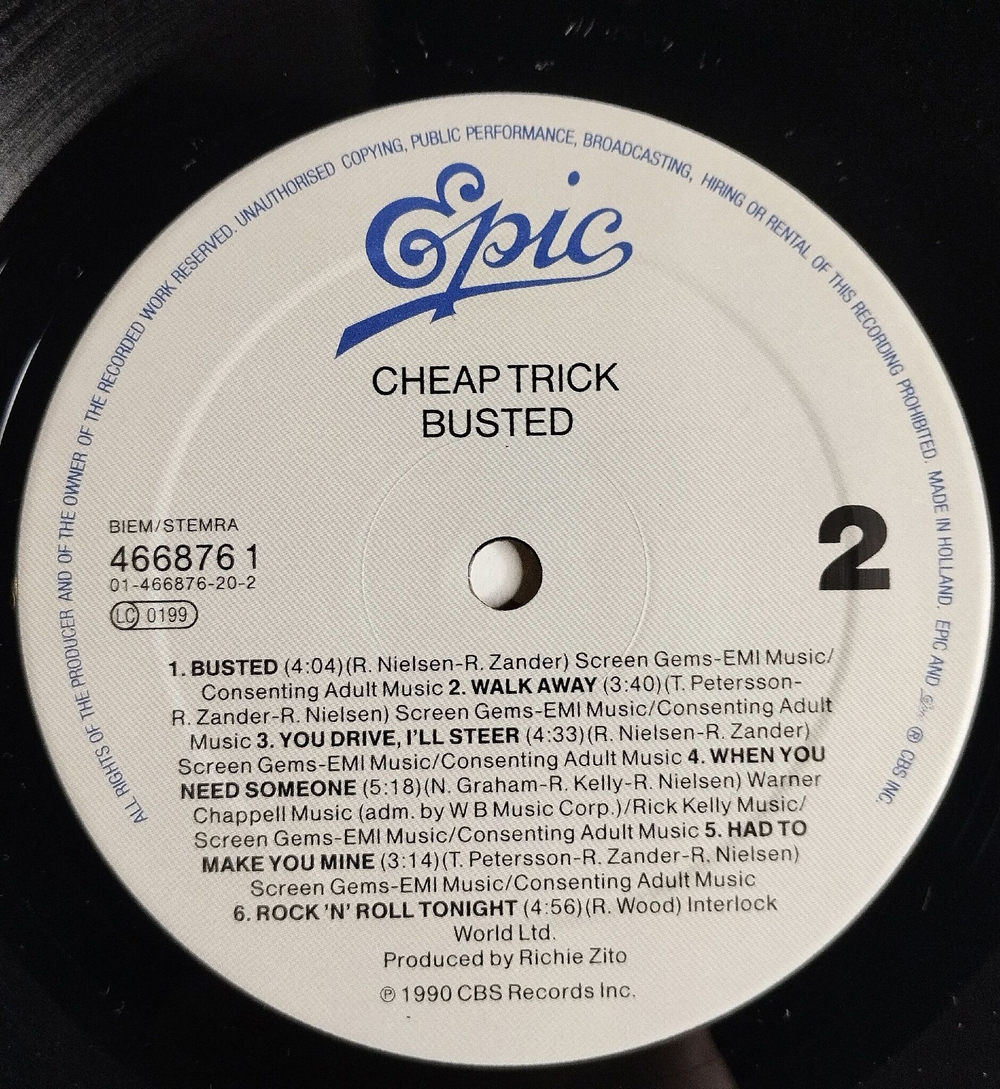 ALL RIGHTS OF THE PRODUCER AND OF THE OWNER OF THE RECORDED WORK RESERVED. UNAUTHORISED COPYING, PUBLIC PERFORMANCE, BROADCASTING, HIRING OR RENTAL OF THIS RECORDING PROHIBITED. MADE IN HOLLAND. EPIC AND ® CBS INC.
Epic
CHEAP TRICK
BUSTED
BIEM/STEMRA
466876 1
01-466876-20-2
LC 0199
2
1. BUSTED (4:04)(R. Nielsen-R. Zander) Screen Gems-EMI Music/
Consenting Adult Music 2. WALK AWAY (3:40)(T. Petersson-
R. Zander-R. Nielsen) Screen Gems-EMI Music/Consenting Adult
Music 3. YOU DRIVE, I'LL STEER (4:33)(R. Nielsen-R. Zander)
Screen Gems-EMI Music/Consenting Adult Music 4. WHEN YOU
NEED SOMEONE (5:18)(N. Graham-R. Kelly-R. Nielsen) Warner
Chappell Music (adm. by W B Music Corp.)/Rick Kelly Music/
Screen Gems-EMI Music/Consenting Adult Music 5. HAD TO
MAKE YOU MINE (3:14)(T. Petersson-R. Zander-R. Nielsen)
Screen Gems-EMI Music/Consenting Adult Music
6. ROCK 'N' ROLL TONIGHT (4:56)(R. Wood) Interlock
World Ltd.
Produced by Richie Zito
℗ 1990 CBS Records Inc.